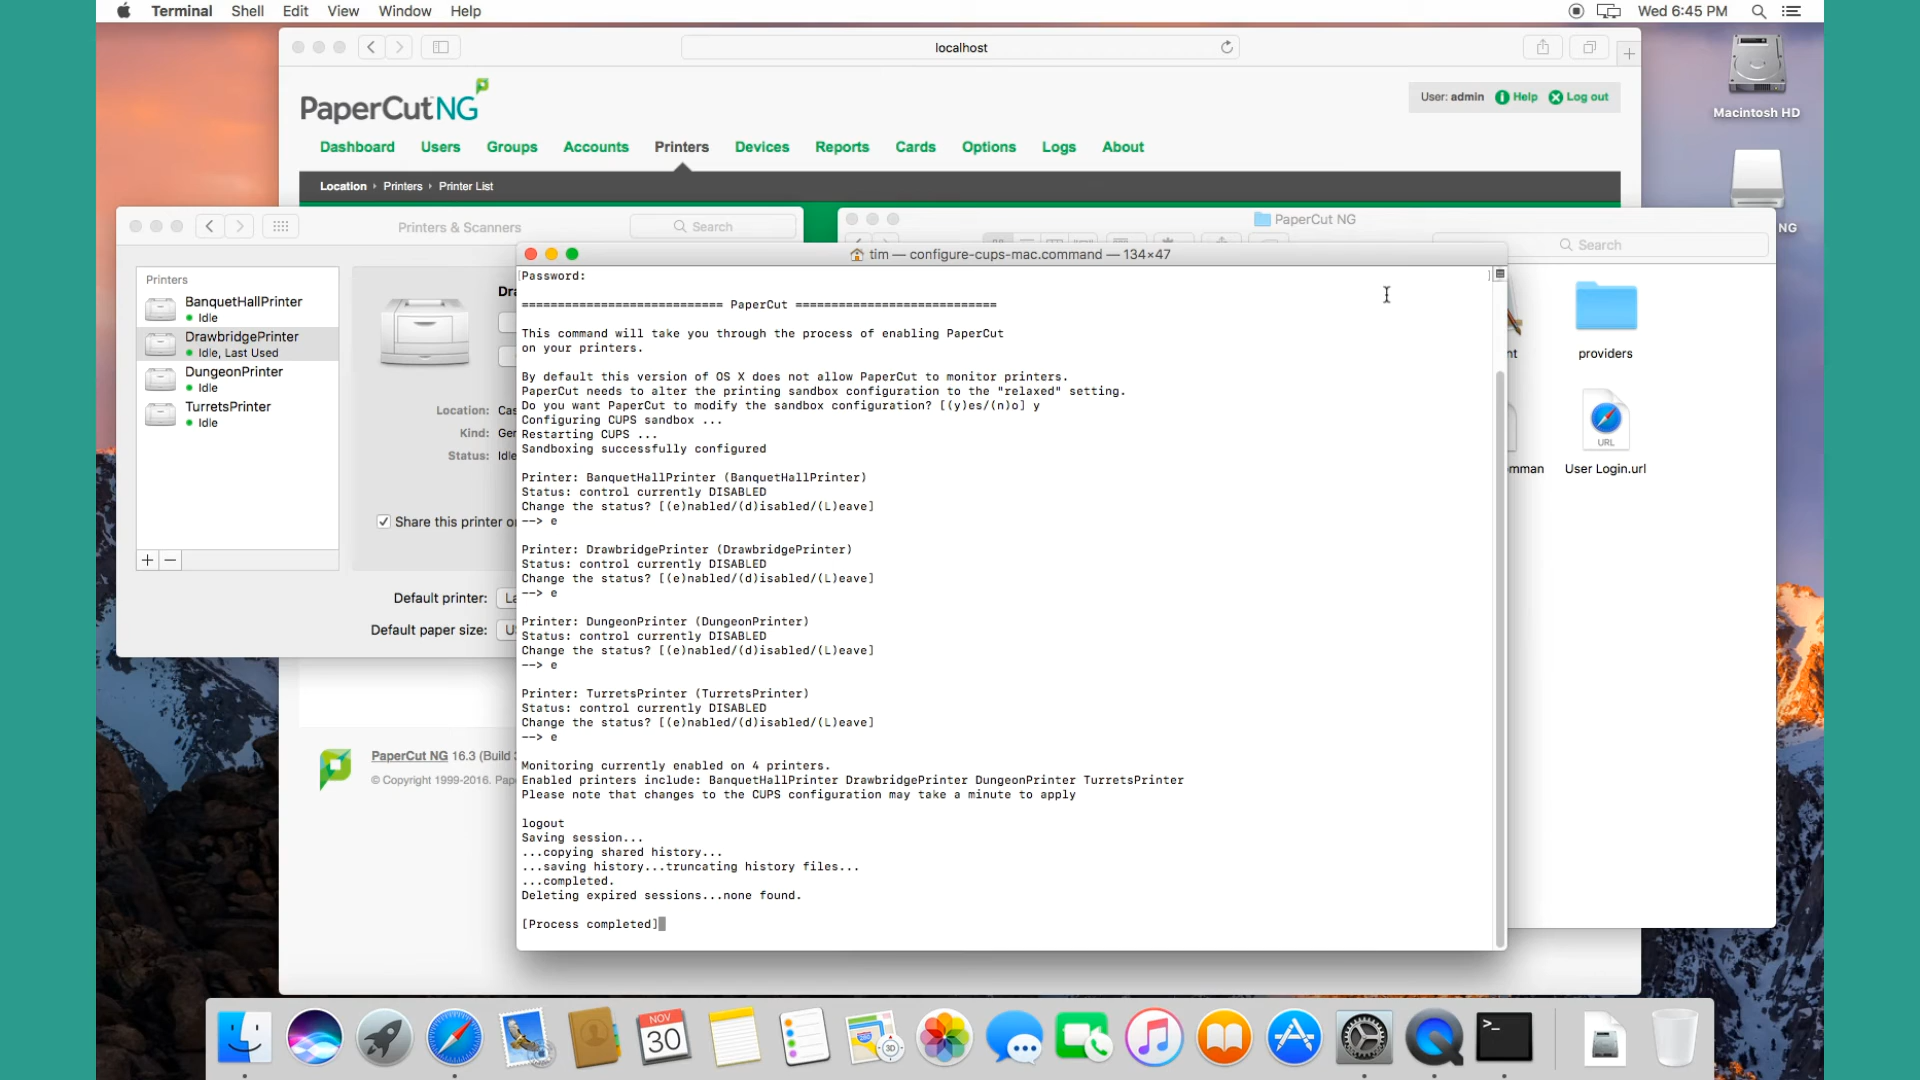 Terminal Shell Edit View Window Help
Wed 6:45 PM
localhost
Macintosh HD
PaperCut NG
User: admin Help Log out
Dashboard Users Groups Accounts Printers Devices Reports Cards Options Logs About
Location › Printers › Printer List
NG
Printers & Scanners
Search
Printers
BanquetHallPrinter
Idle
DrawbridgePrinter
Idle, Last Used
DungeonPrinter
Idle
TurretsPrinter
Idle
Location:
Kind:
Status: Idle
Share this printer
Default printer:
Default paper size:
PaperCut NG
Search
providers
User Login.url
URL
PaperCut NG 16.3 (Build
© Copyright 1999-2016.
tim — configure-cups-mac.command — 134×47
[Password: ]
============================ PaperCut ============================
This command will take you through the process of enabling PaperCut
on your printers.
By default this version of OS X does not allow PaperCut to monitor printers.
PaperCut needs to alter the printing sandbox configuration to the "relaxed" setting.
Do you want PaperCut to modify the sandbox configuration? [(y)es/(n)o] y
Configuring CUPS sandbox ...
Restarting CUPS ...
Sandboxing successfully configured
Printer: BanquetHallPrinter (BanquetHallPrinter)
Status: control currently DISABLED
Change the status? [(e)nabled/(d)isabled/(L)eave]
--> e
Printer: DrawbridgePrinter (DrawbridgePrinter)
Status: control currently DISABLED
Change the status? [(e)nabled/(d)isabled/(L)eave]
--> e
Printer: DungeonPrinter (DungeonPrinter)
Status: control currently DISABLED
Change the status? [(e)nabled/(d)isabled/(L)eave]
--> e
Printer: TurretsPrinter (TurretsPrinter)
Status: control currently DISABLED
Change the status? [(e)nabled/(d)isabled/(L)eave]
--> e
Monitoring currently enabled on 4 printers.
Enabled printers include: BanquetHallPrinter DrawbridgePrinter DungeonPrinter TurretsPrinter
Please note that changes to the CUPS configuration may take a minute to apply
logout
Saving session...
...copying shared history...
...saving history...truncating history files...
...completed.
Deleting expired sessions...none found.
[Process completed]
NOV
30
3D
>_